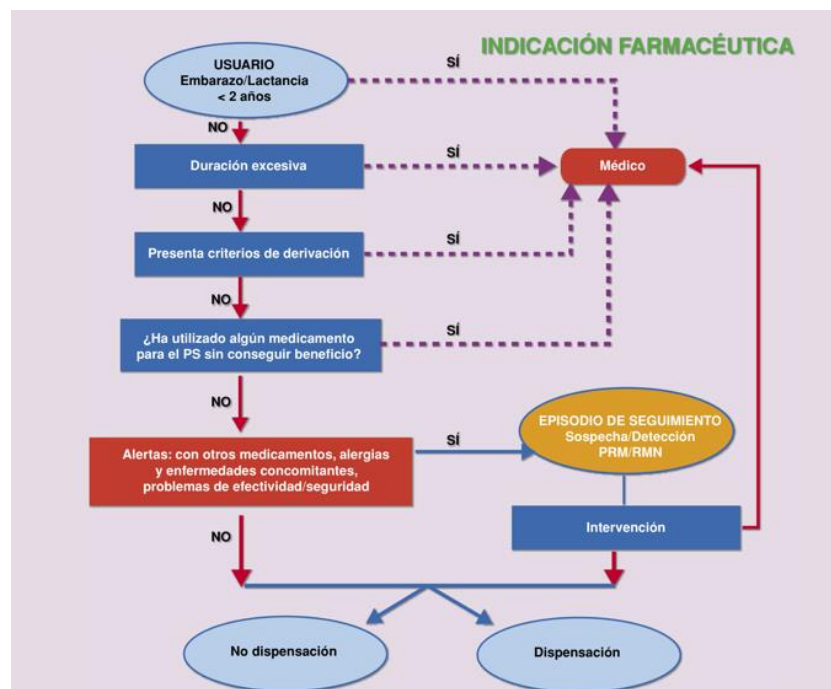 INDICACIÓN FARMACÉUTICA
USUARIO
Embarazo/Lactancia
< 2 años
SÍ
NO
Duración excesiva
SÍ
Médico
NO
Presenta criterios de derivación
SÍ
NO
¿Ha utilizado algún medicamento
para el PS sin conseguir beneficio?
SÍ
NO
Alertas: con otros medicamentos, alergias
y enfermedades concomitantes,
problemas de efectividad/seguridad
SÍ
EPISODIO DE SEGUIMIENTO
Sospecha/Detección
PRM/RMN
Intervención
NO
No dispensación
Dispensación